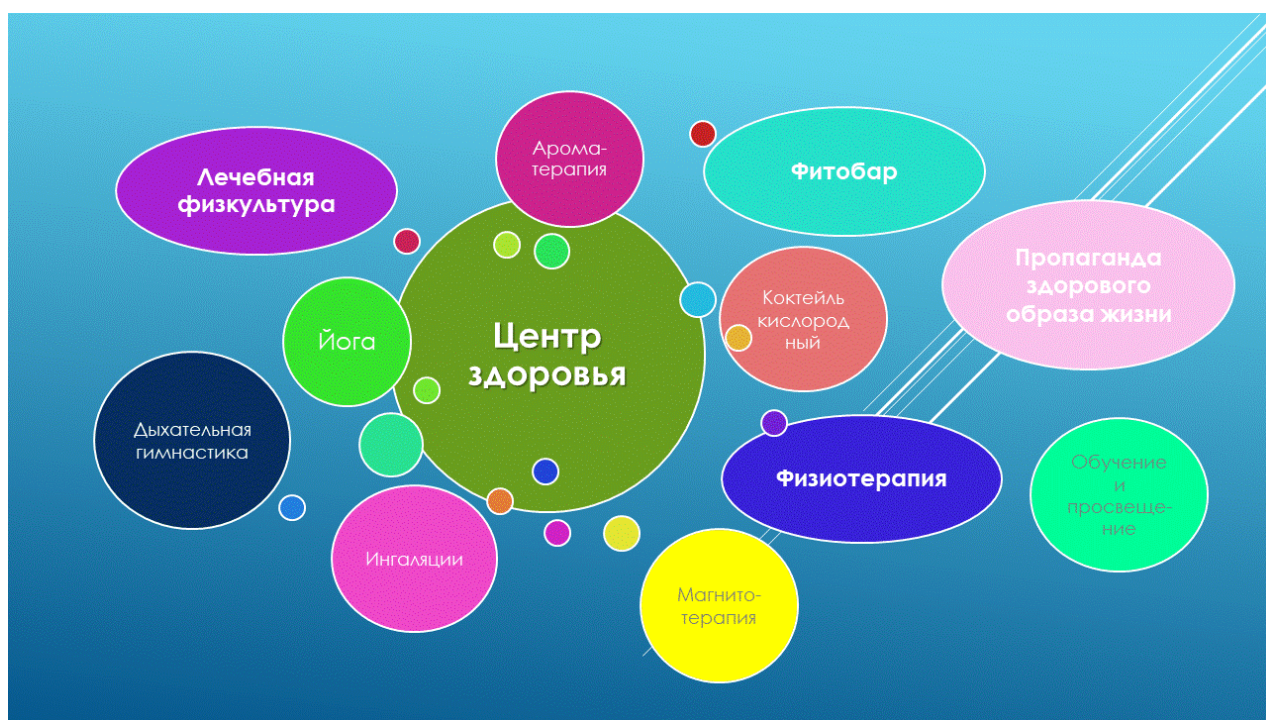 Арома-
терапия
Лечебная
физкультура
Фитобар
Пропаганда
здорового
образа жизни
Коктейль
кислород
ный
Йога
Центр
здоровья
Дыхательная
гимнастика
Физиотерапия
Обучение
и
просвеще-
ние
Ингаляции
Магнито-
терапия